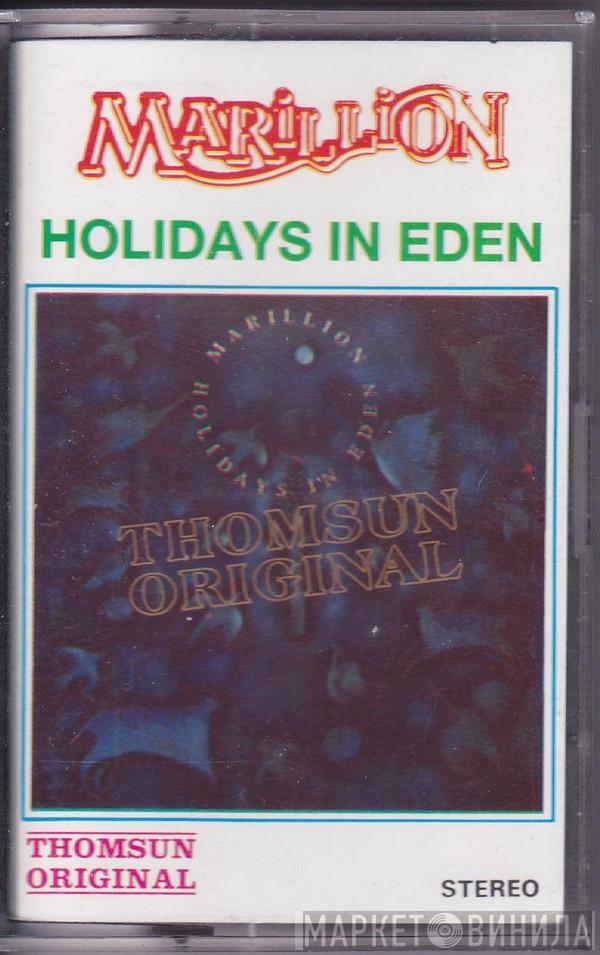 MARiLLiON
HOLIDAYS IN EDEN
MARILLION
HOLIDAYS IN EDEN
THOMSUN
ORIGINAL
THOMSUN
ORIGINAL
STEREO
МАРКЕТ ВИНИЛА